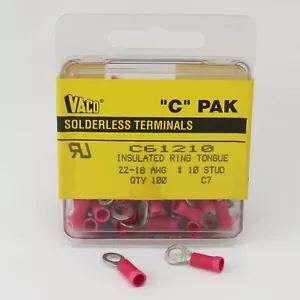 VACO
"C" PAK
SOLDERLESS TERMINALS
C61210
INSULATED RING TONGUE
22-18 AWG # 10 STUD
QTY 100 C7